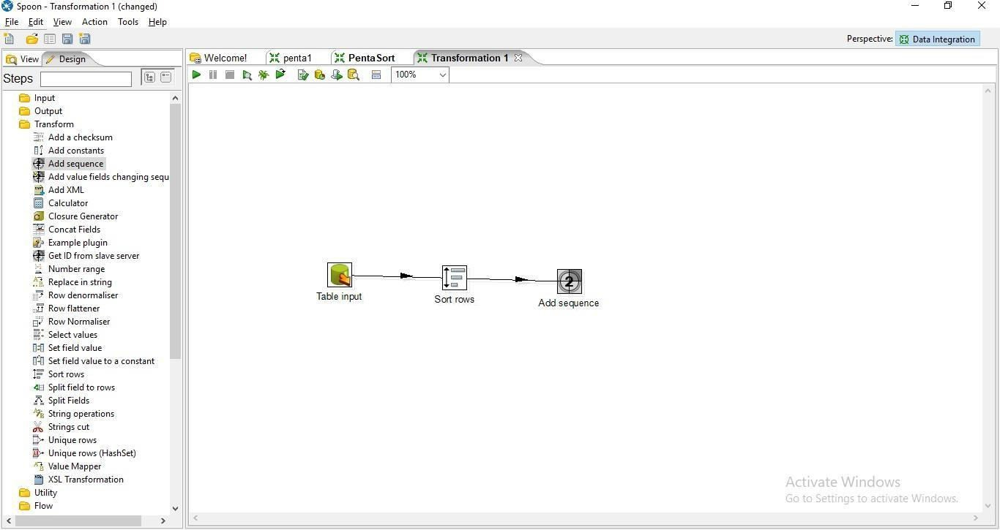 Spoon - Transformation 1 (changed)
File Edit View Action Tools Help
Perspective: Data Integration
View Design
Welcome! penta1 PentaSort Transformation 1
Steps
100%
Input
Output
Transform
Add a checksum
Add constants
Add sequence
Add value fields changing sequ
Add XML
Calculator
Closure Generator
Concat Fields
Example plugin
Get ID from slave server
Number range
Replace in string
Row denormaliser
Row flattener
Row Normaliser
Select values
Set field value
Set field value to a constant
Sort rows
Split field to rows
Split Fields
String operations
Strings cut
Unique rows
Unique rows (HashSet)
Value Mapper
XSL Transformation
Utility
Flow
2
Table input
Sort rows
Add sequence
Activate Windows
Go to Settings to activate Windows.